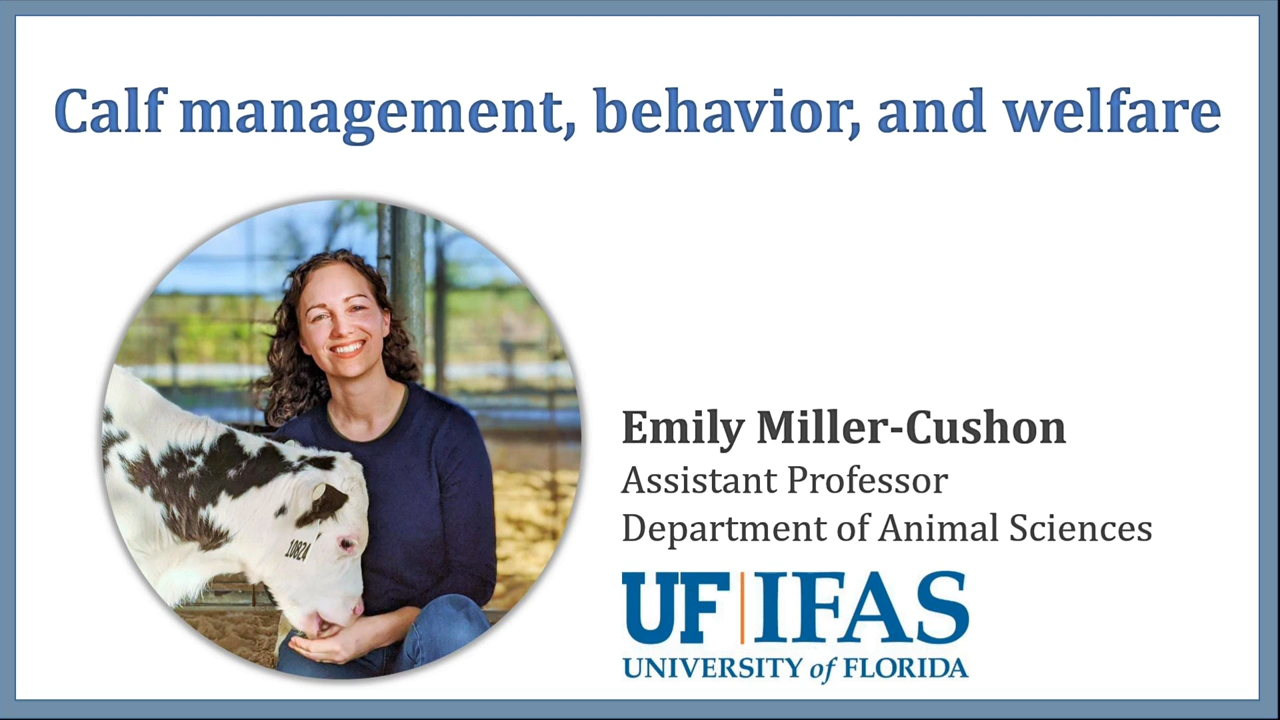 Calf management, behavior, and welfare
10824
Emily Miller-Cushon
Assistant Professor
Department of Animal Sciences
UF|IFAS
UNIVERSITY of FLORIDA